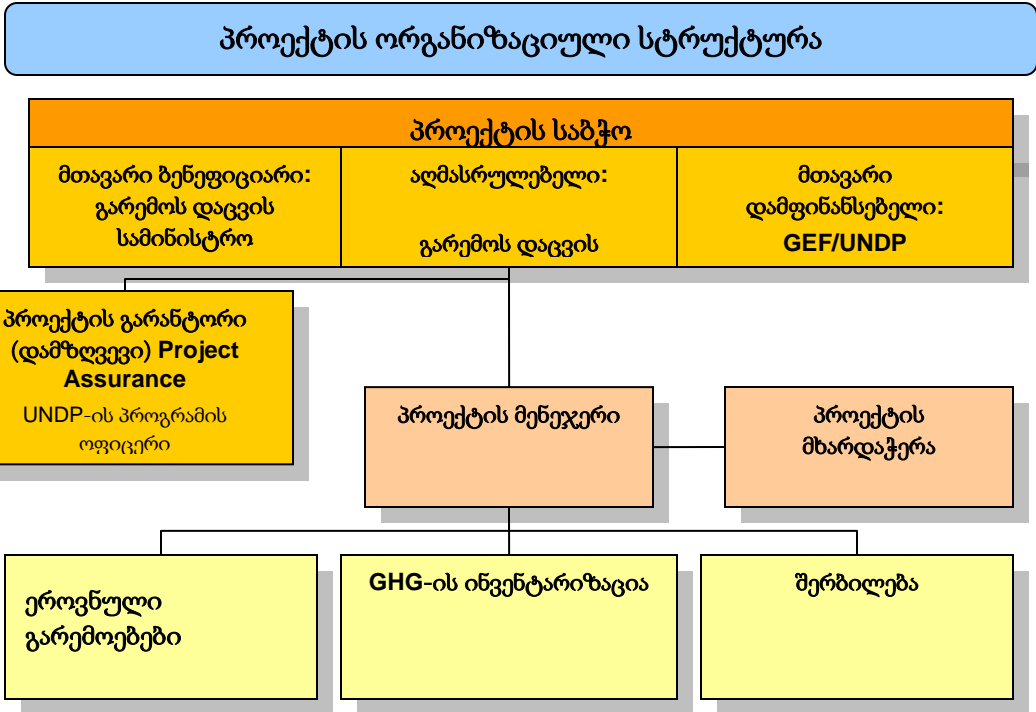 პროექტის ორგანიზაციული სტრუქტურა
პროექტის საბჭო
მთავარი ბენეფიციარი:
გარემოს დაცვის
სამინისტრო
აღმასრულებელი:
გარემოს დაცვის
მთავარი
დამფინანსებელი:
GEF/UNDP
პროექტის გარანტორი
(დამზღვევი) Project
Assurance
UNDP-ის პროგრამის
ოფიცერი
პროექტის მენეჯერი
პროექტის
მხარდაჭერა
ეროვნული
გარემოებები
GHG-ის ინვენტარიზაცია
შერბილება